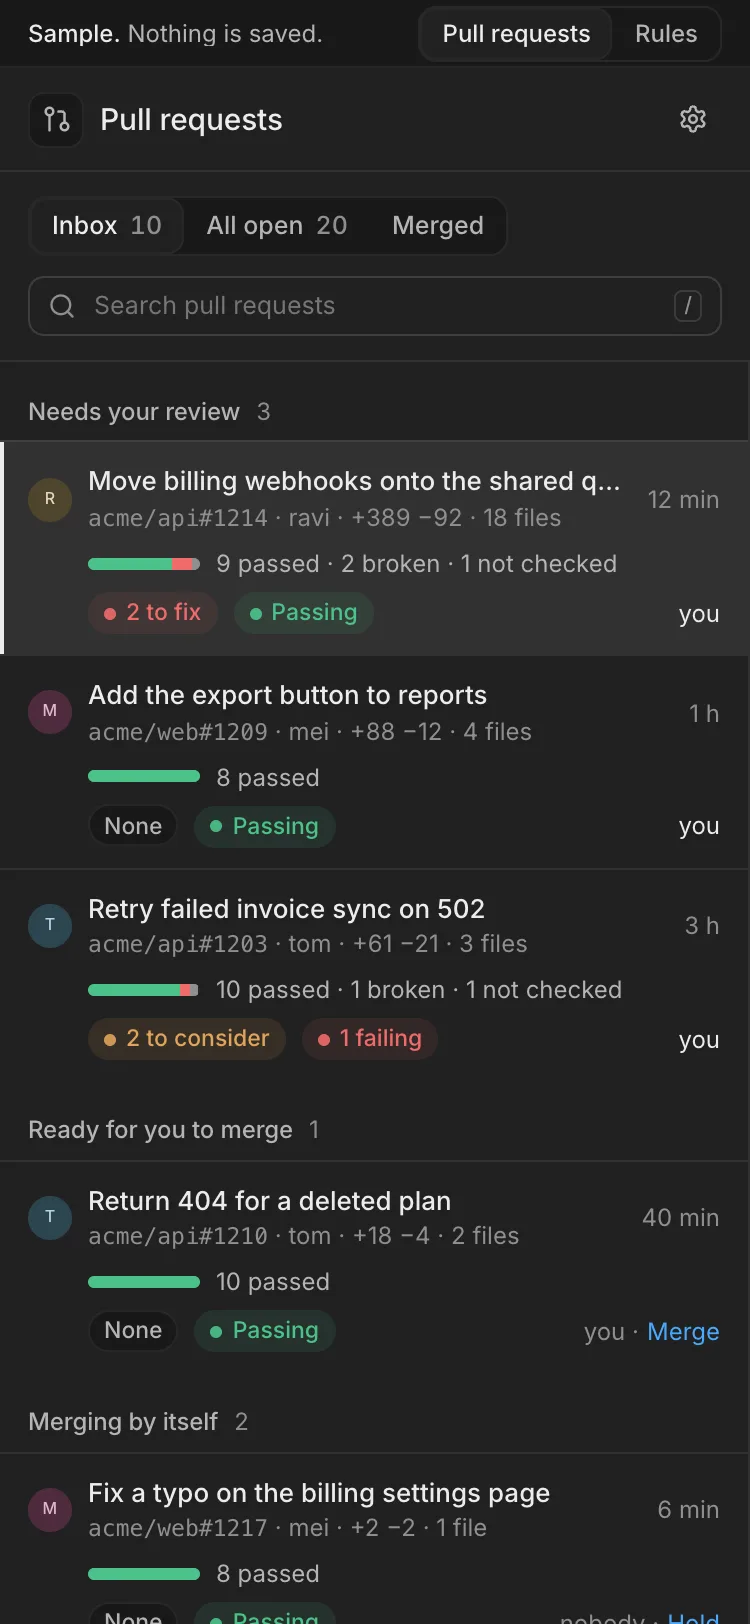 Sample. Nothing is saved.
Pull requests
Rules
Pull requests
Inbox 10
All open 20
Merged
Search pull requests
/
Needs your review 3
R
Move billing webhooks onto the shared q...
12 min
acme/api#1214 · ravi · +389 −92 · 18 files
9 passed · 2 broken · 1 not checked
2 to fix
Passing
you
M
Add the export button to reports
1 h
acme/web#1209 · mei · +88 −12 · 4 files
8 passed
None
Passing
you
T
Retry failed invoice sync on 502
3 h
acme/api#1203 · tom · +61 −21 · 3 files
10 passed · 1 broken · 1 not checked
2 to consider
1 failing
you
Ready for you to merge 1
T
Return 404 for a deleted plan
40 min
acme/api#1210 · tom · +18 −4 · 2 files
10 passed
None
Passing
you · Merge
Merging by itself 2
M
Fix a typo on the billing settings page
6 min
acme/web#1217 · mei · +2 −2 · 1 file
8 passed
None
Passing
nobody · Hold